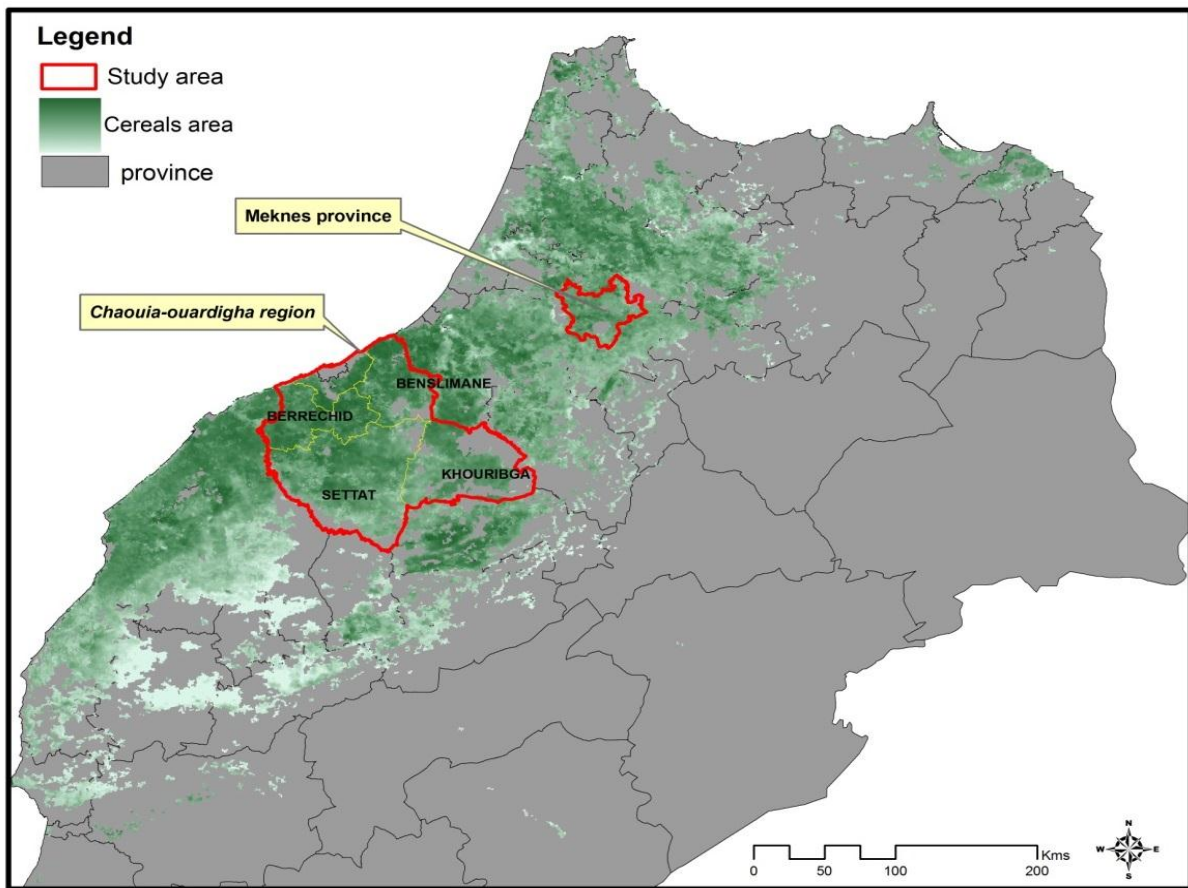 Legend
Study area
Cereals area
province
Meknes province
Chaouia-ouardigha region
BENSLIMANE
BERRECHID
KHOURIBGA
SETTAT
N
W E
S
Kms
0 50 100 200